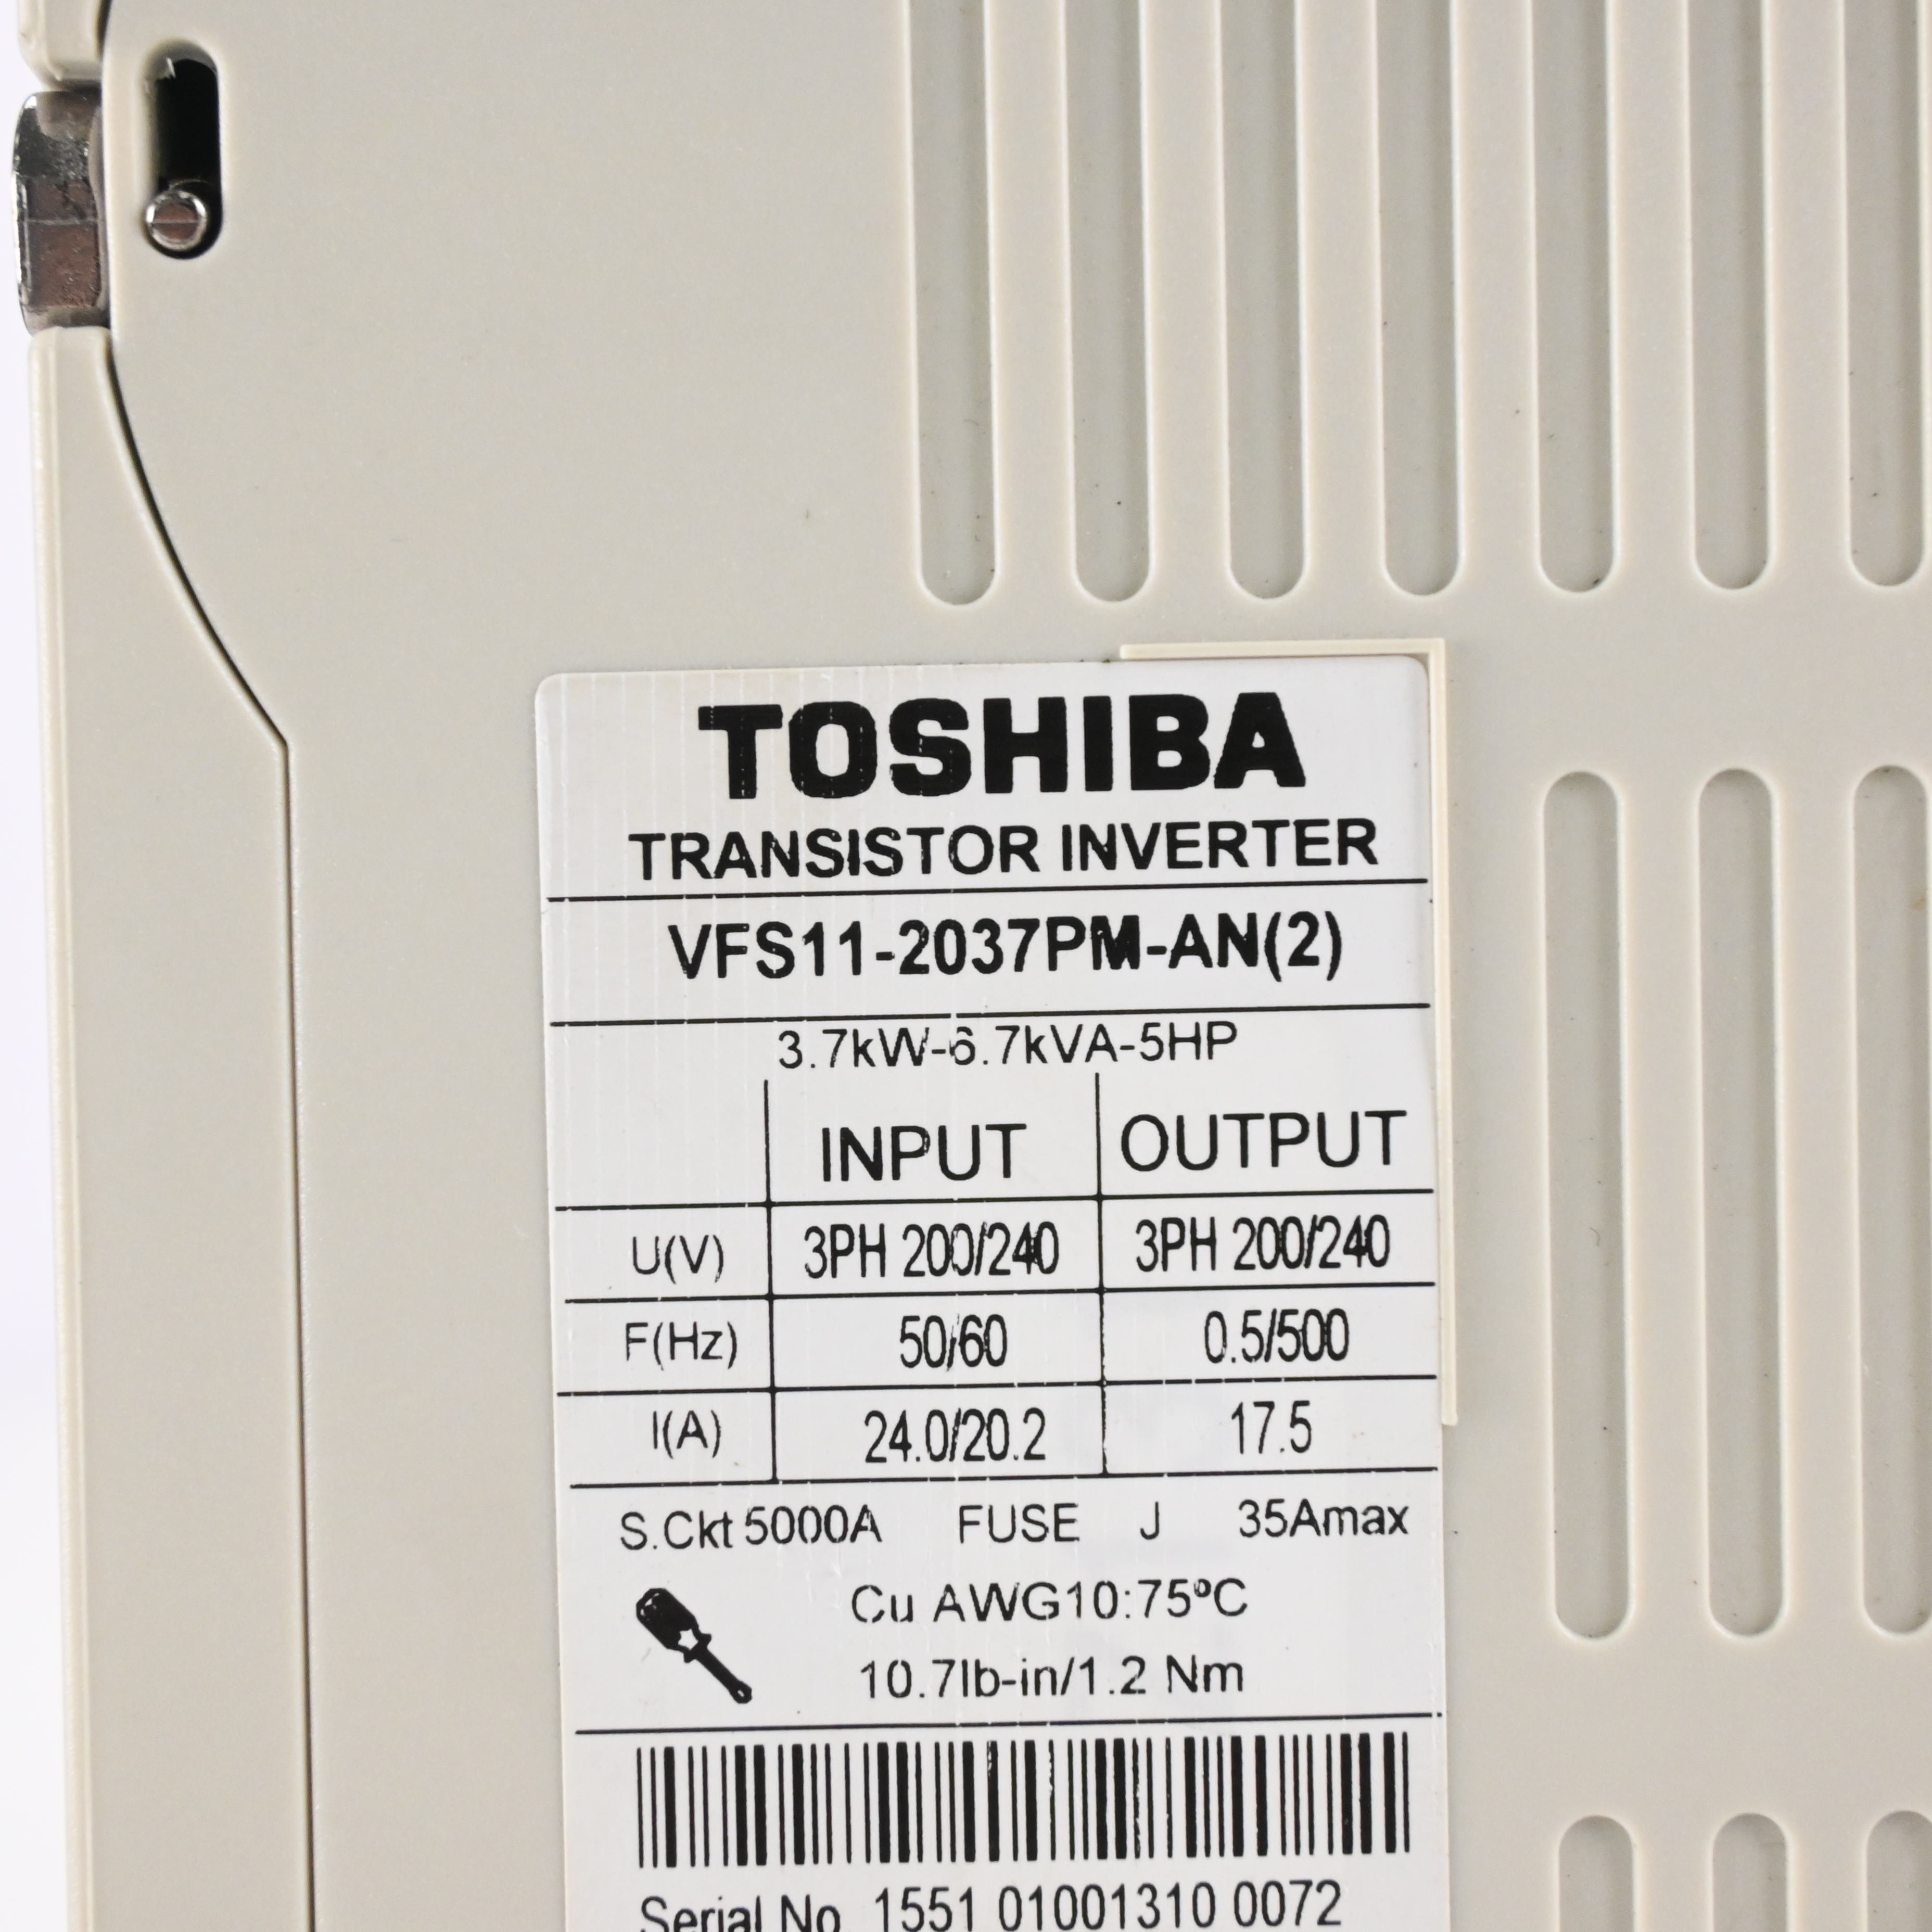 TOSHIBA
TRANSISTOR INVERTER
VFS11-2037PM-AN(2)
3.7kW-6.7kVA-5HP
INPUT OUTPUT
U(V) 3PH 200/240 3PH 200/240
F(Hz) 50/60 0.5/500
I(A) 24.0/20.2 17.5
S.Ckt 5000A FUSE J 35Amax
Cu AWG10:75ºC
10.7lb-in/1.2 Nm
Serial No. 1551 01001310 0072